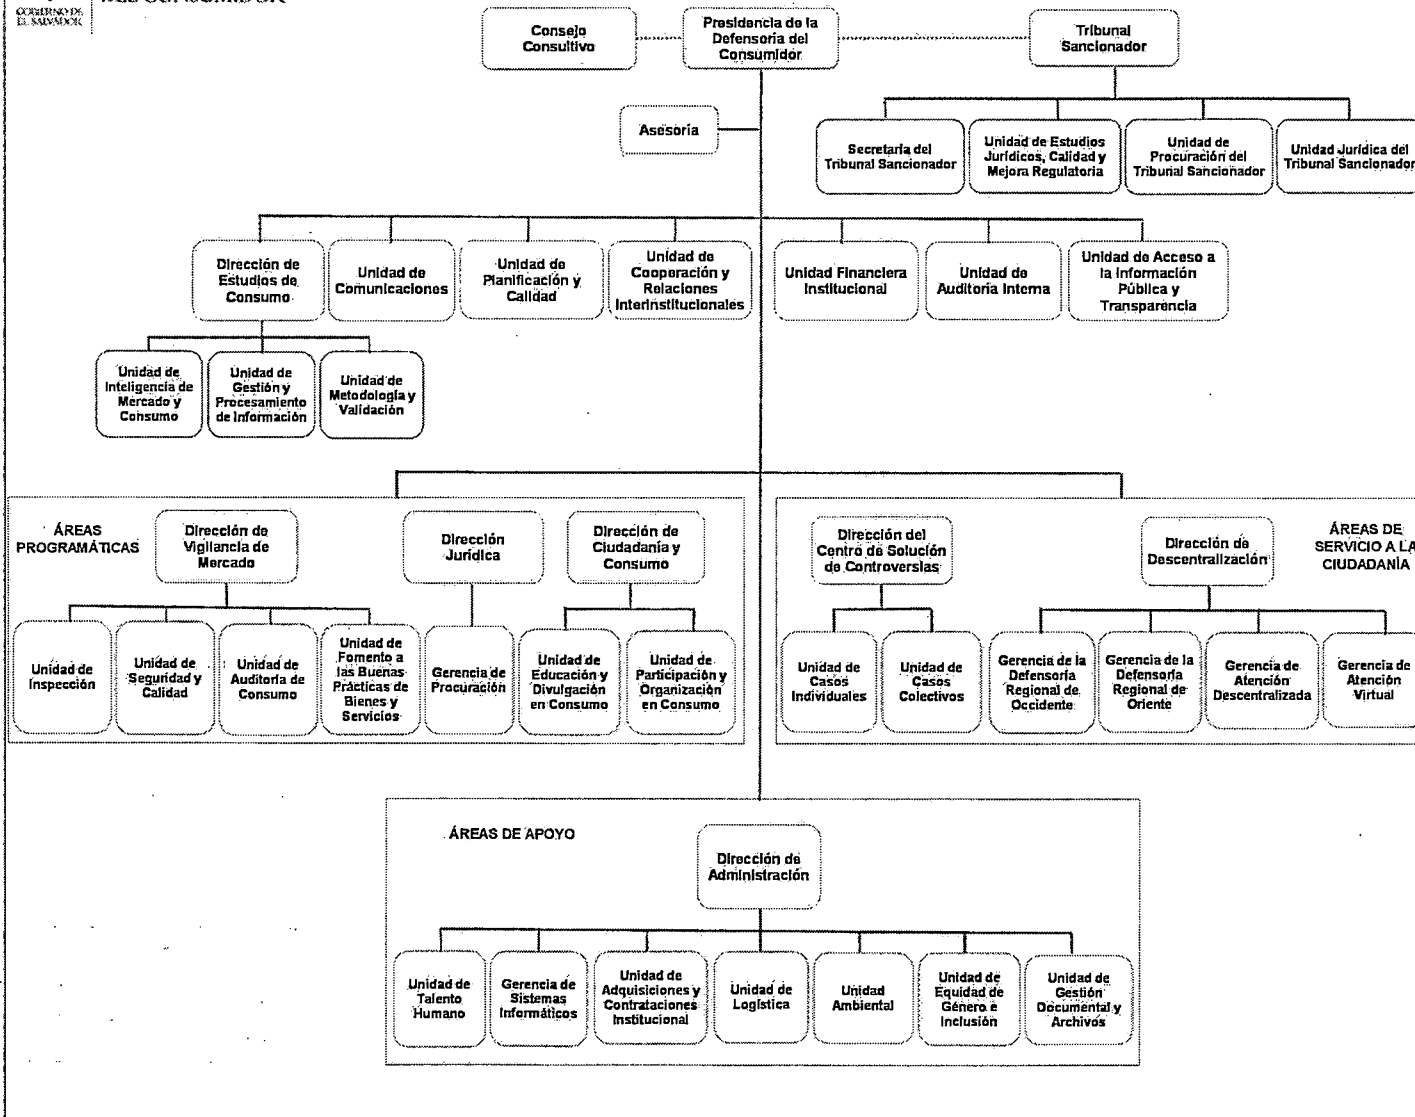 GOBIERNO DE
EL SALVADOR
Consejo
Consultivo
Presidencia de la
Defensoría del
Consumidor
Tribunal
Sancionador
Asesoría
Secretaría del
Tribunal Sancionador
Unidad de Estudios
Jurídicos, Calidad y
Mejora Regulatoria
Unidad de
Procuración del
Tribunal Sancionador
Unidad Jurídica del
Tribunal Sancionador
Dirección de
Estudios de
Consumo
Unidad de
Comunicaciones
Unidad de
Planificación y
Calidad
Unidad de
Cooperación y
Relaciones
Interinstitucionales
Unidad Financiera
Institucional
Unidad de
Auditoría Interna
Unidad de Acceso a
la Información
Pública y
Transparencia
Unidad de
Inteligencia de
Mercado y
Consumo
Unidad de
Gestión y
Procesamiento
de Información
Unidad de
Metodología y
Validación
ÁREAS
PROGRAMÁTICAS
Dirección de
Vigilancia de
Mercado
Dirección
Jurídica
Dirección de
Ciudadanía y
Consumo
Unidad de
Inspección
Unidad de
Seguridad y
Calidad
Unidad de
Auditoría de
Consumo
Unidad de
Fomento a
las Buenas
Prácticas de
Bienes y
Servicios
Gerencia de
Procuración
Unidad de
Educación y
Divulgación
en Consumo
Unidad de
Participación y
Organización
en Consumo
Dirección del
Centro de Solución
de Controversias
Dirección de
Descentralización
ÁREAS DE
SERVICIO A LA
CIUDADANÍA
Unidad de
Casos
Individuales
Unidad de
Casos
Colectivos
Gerencia de la
Defensoría
Regional de
Occidente
Gerencia de la
Defensoría
Regional de
Oriente
Gerencia de
Atención
Descentralizada
Gerencia de
Atención
Virtual
ÁREAS DE APOYO
Dirección de
Administración
Unidad de
Talento
Humano
Gerencia de
Sistemas
Informáticos
Unidad de
Adquisiciones y
Contrataciones
Institucional
Unidad de
Logística
Unidad
Ambiental
Unidad de
Equidad de
Género e
Inclusión
Unidad de
Gestión
Documental y
Archivos